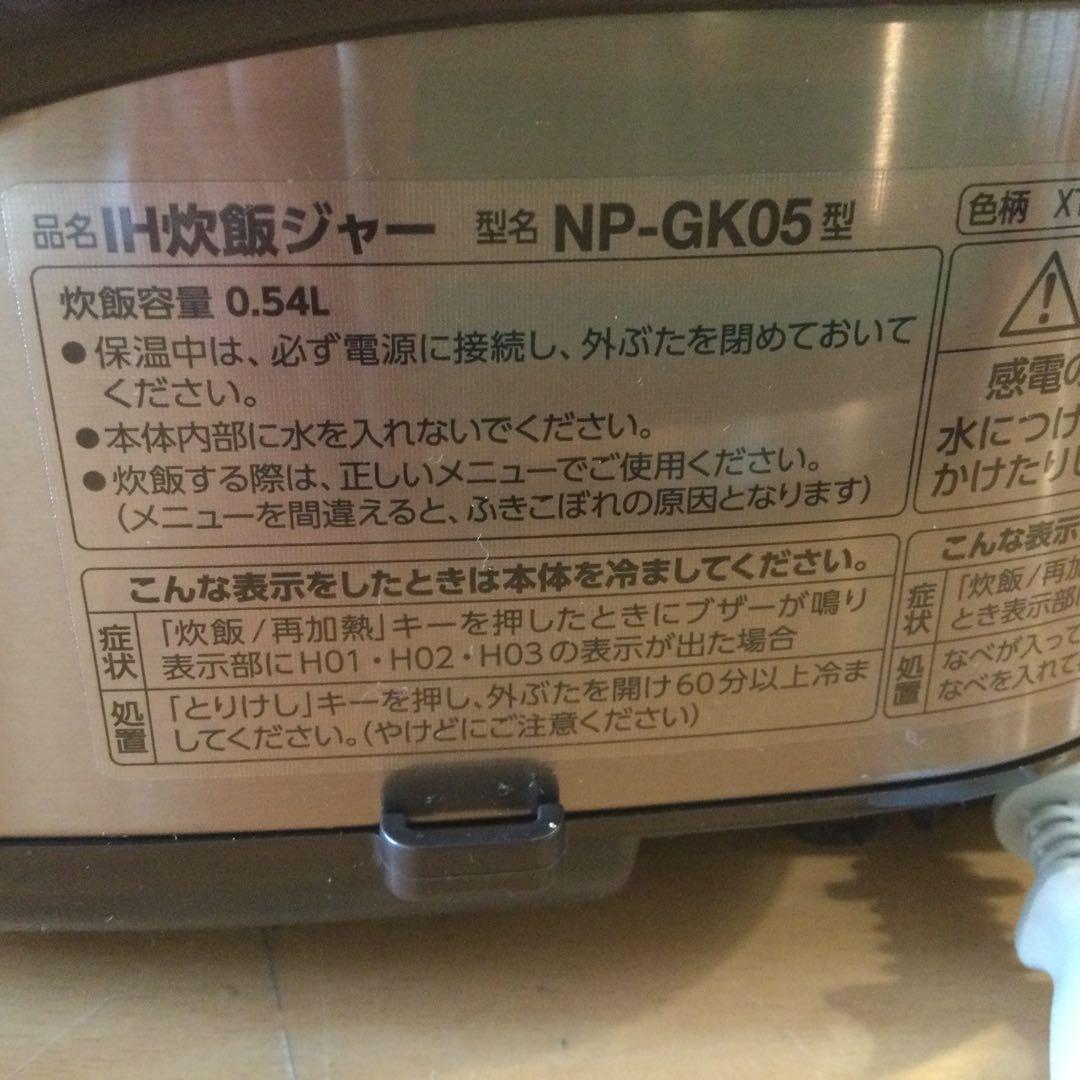 品名 IH炊飯ジャー 型名 NP-GK05型
炊飯容量 0.54L
●保温中は、必ず電源に接続し、外ぶたを閉めておいて
ください。
●本体内部に水を入れないでください。
●炊飯する際は、正しいメニューでご使用ください。
(メニューを間違えると、ふきこぼれの原因となります)
こんな表示をしたときは本体を冷ましてください。
症状 「炊飯/再加熱」キーを押したときにブザーが鳴り
表示部にH01・H02・H03の表示が出た場合
処置 「とりけし」キーを押し、外ぶたを開け60分以上冷ま
してください。(やけどにご注意ください)
色柄 XT
感電の
水につけ
かけたりし
こんな表示
症状 「炊飯/再加
とき表示部に
処置 なべが入って
なべを入れて